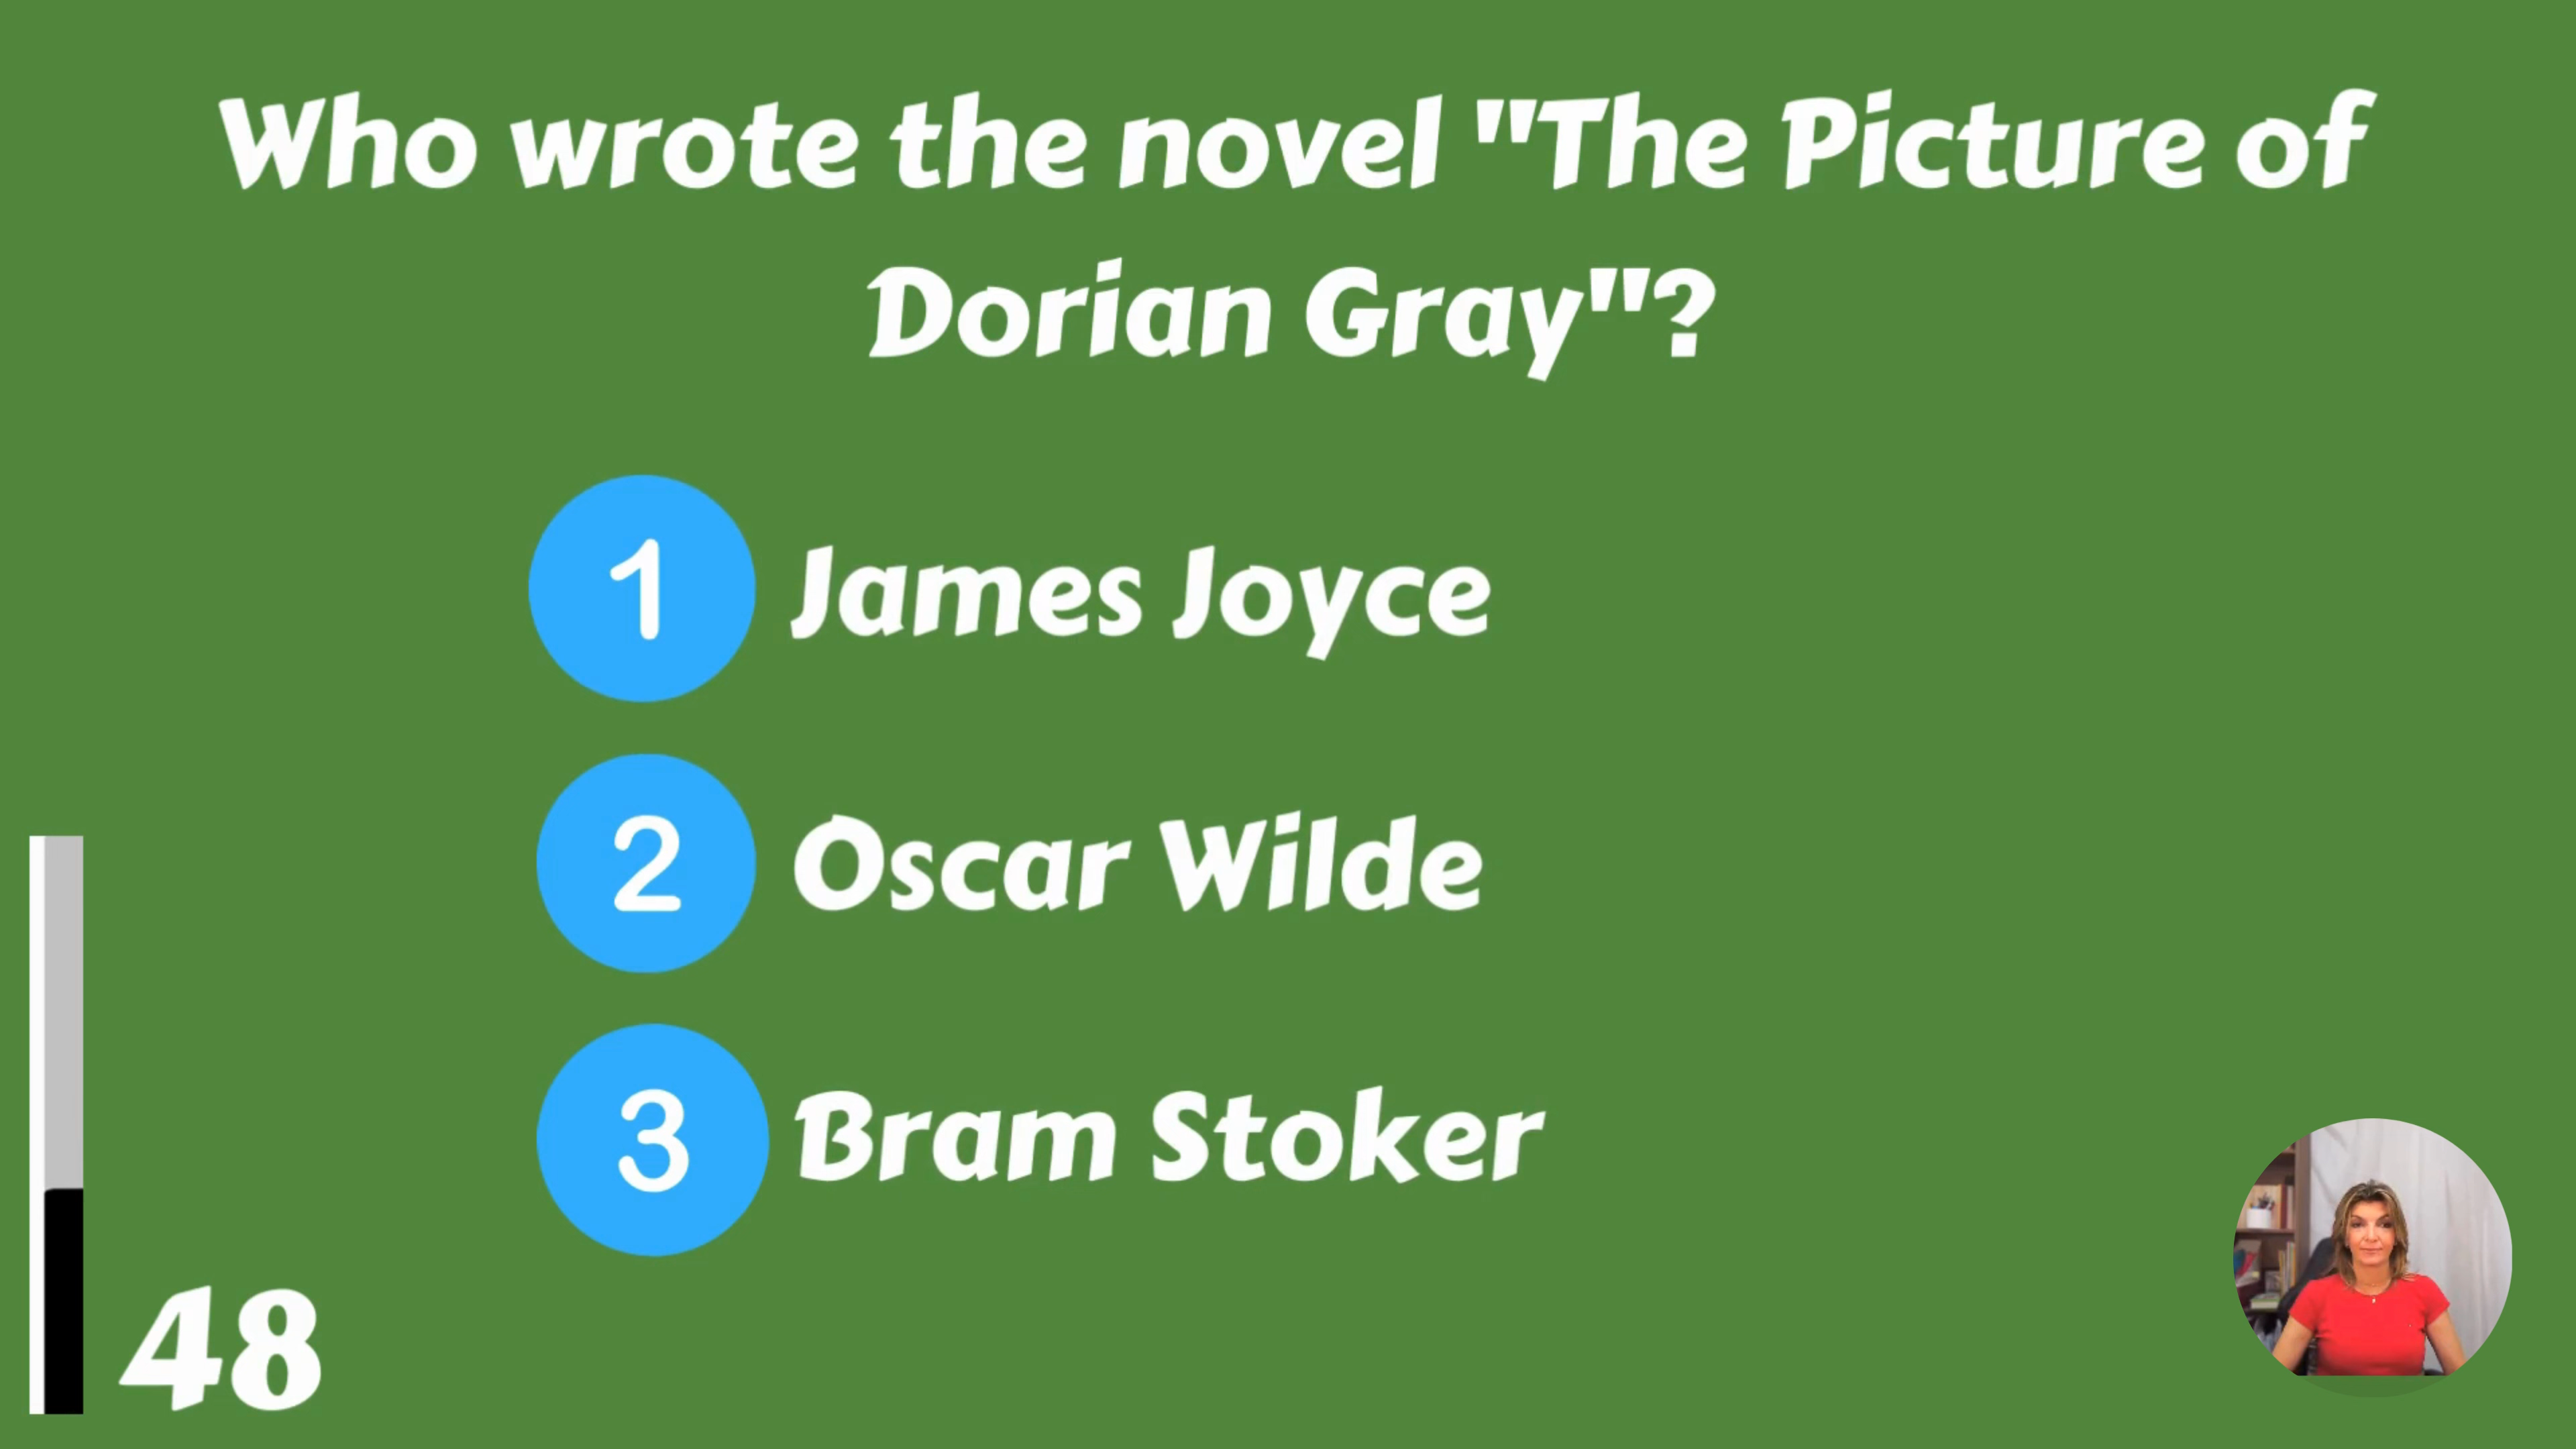 Who wrote the novel "The Picture of
Dorian Gray"?
1 James Joyce
2 Oscar Wilde
3 Bram Stoker
48